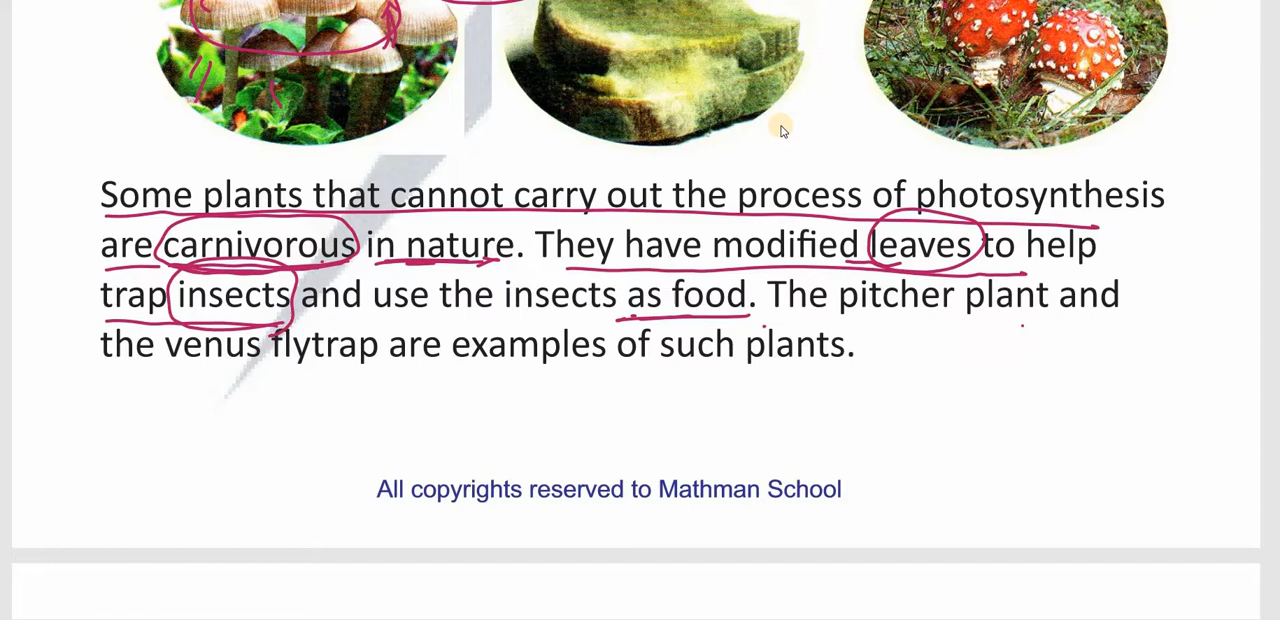 Some plants that cannot carry out the process of photosynthesis
are carnivorous in nature. They have modified leaves to help
trap insects and use the insects as food. The pitcher plant and
the venus flytrap are examples of such plants.
All copyrights reserved to Mathman School